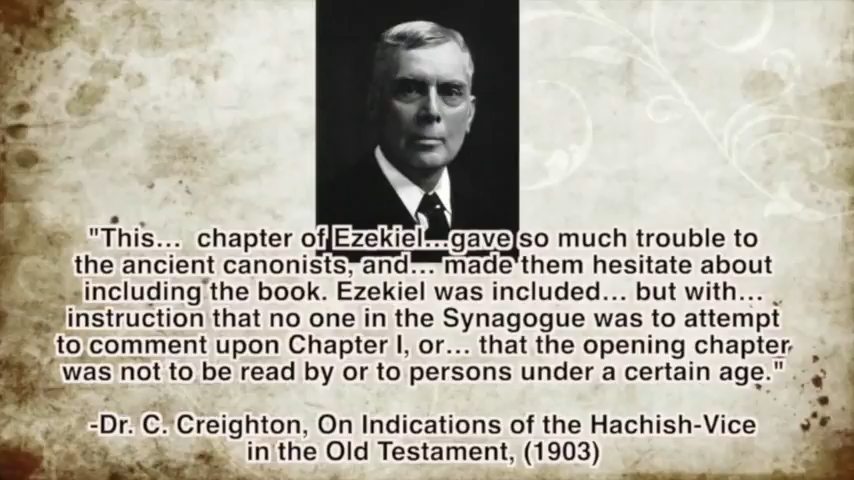 "This... chapter of Ezekiel...gave so much trouble to
the ancient canonists, and... made them hesitate about
including the book. Ezekiel was included... but with...
instruction that no one in the Synagogue was to attempt
to comment upon Chapter I, or... that the opening chapter
was not to be read by or to persons under a certain age."
-Dr. C. Creighton, On Indications of the Hachish-Vice
in the Old Testament, (1903)